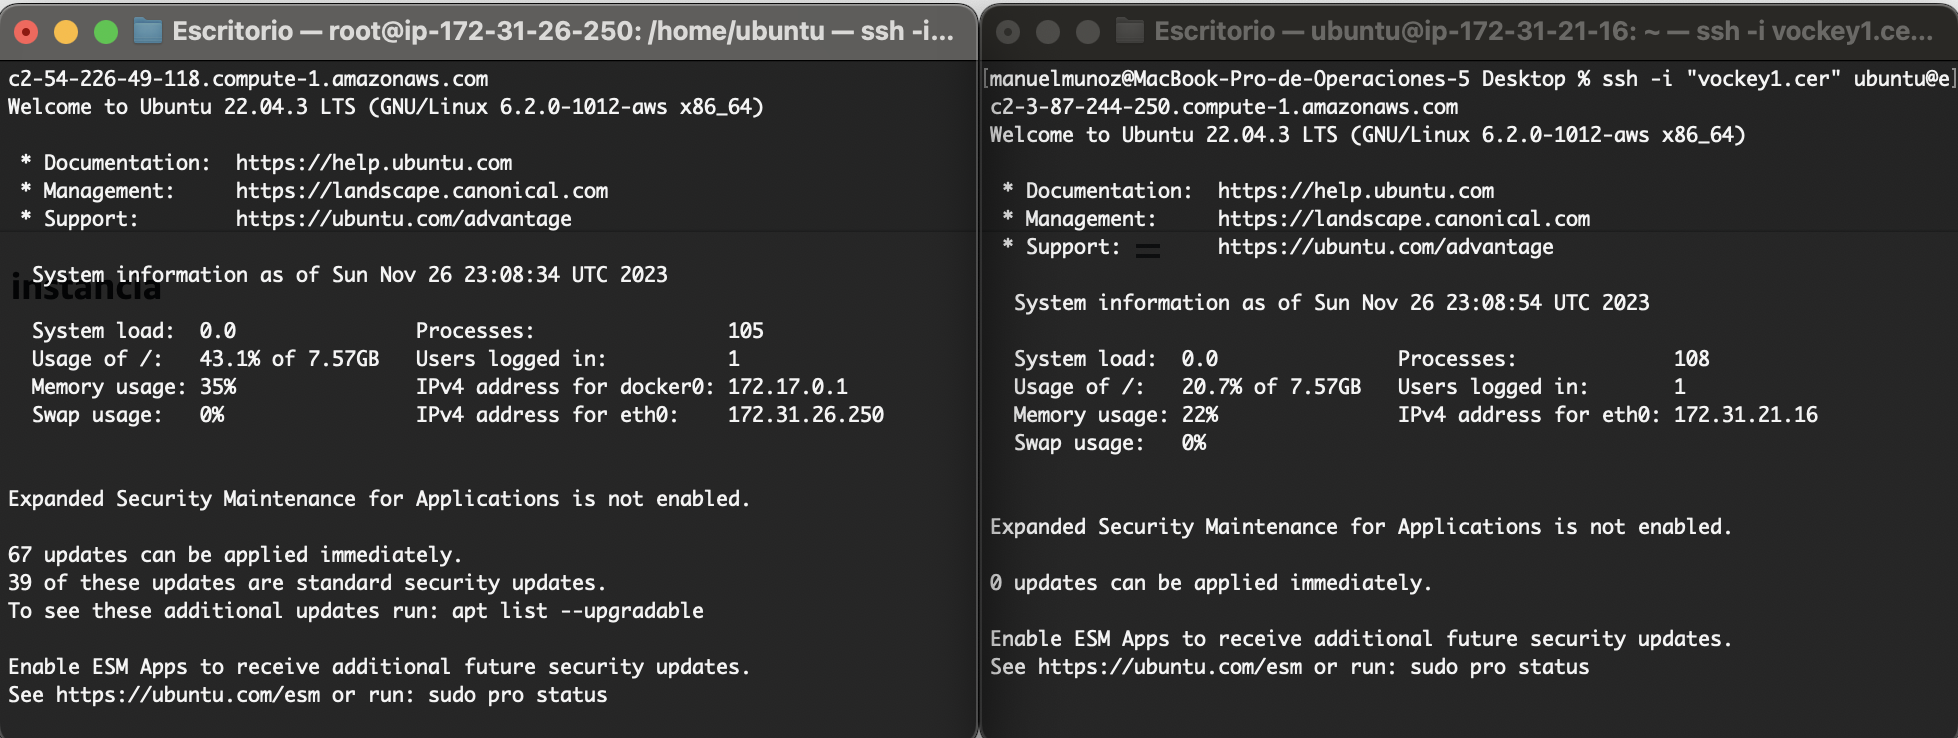 Escritorio — root@ip-172-31-26-250: /home/ubuntu — ssh -i...
c2-54-226-49-118.compute-1.amazonaws.com
Welcome to Ubuntu 22.04.3 LTS (GNU/Linux 6.2.0-1012-aws x86_64)
* Documentation:  https://help.ubuntu.com
* Management:     https://landscape.canonical.com
* Support:        https://ubuntu.com/advantage
System information as of Sun Nov 26 23:08:34 UTC 2023
instancia
System load:  0.0                Processes:                105
Usage of /:   43.1% of 7.57GB   Users logged in:          1
Memory usage: 35%               IPv4 address for docker0: 172.17.0.1
Swap usage:   0%                IPv4 address for eth0:    172.31.26.250
Expanded Security Maintenance for Applications is not enabled.
67 updates can be applied immediately.
39 of these updates are standard security updates.
To see these additional updates run: apt list --upgradable
Enable ESM Apps to receive additional future security updates.
See https://ubuntu.com/esm or run: sudo pro status
Escritorio — ubuntu@ip-172-31-21-16: ~ — ssh -i vockey1.ce...
[manuelmunoz@MacBook-Pro-de-Operaciones-5 Desktop % ssh -i "vockey1.cer" ubuntu@e]
c2-3-87-244-250.compute-1.amazonaws.com
Welcome to Ubuntu 22.04.3 LTS (GNU/Linux 6.2.0-1012-aws x86_64)
* Documentation:  https://help.ubuntu.com
* Management:     https://landscape.canonical.com
* Support:        https://ubuntu.com/advantage
System information as of Sun Nov 26 23:08:54 UTC 2023
System load:  0.0               Processes:             108
Usage of /:   20.7% of 7.57GB   Users logged in:       1
Memory usage: 22%               IPv4 address for eth0: 172.31.21.16
Swap usage:   0%
Expanded Security Maintenance for Applications is not enabled.
0 updates can be applied immediately.
Enable ESM Apps to receive additional future security updates.
See https://ubuntu.com/esm or run: sudo pro status